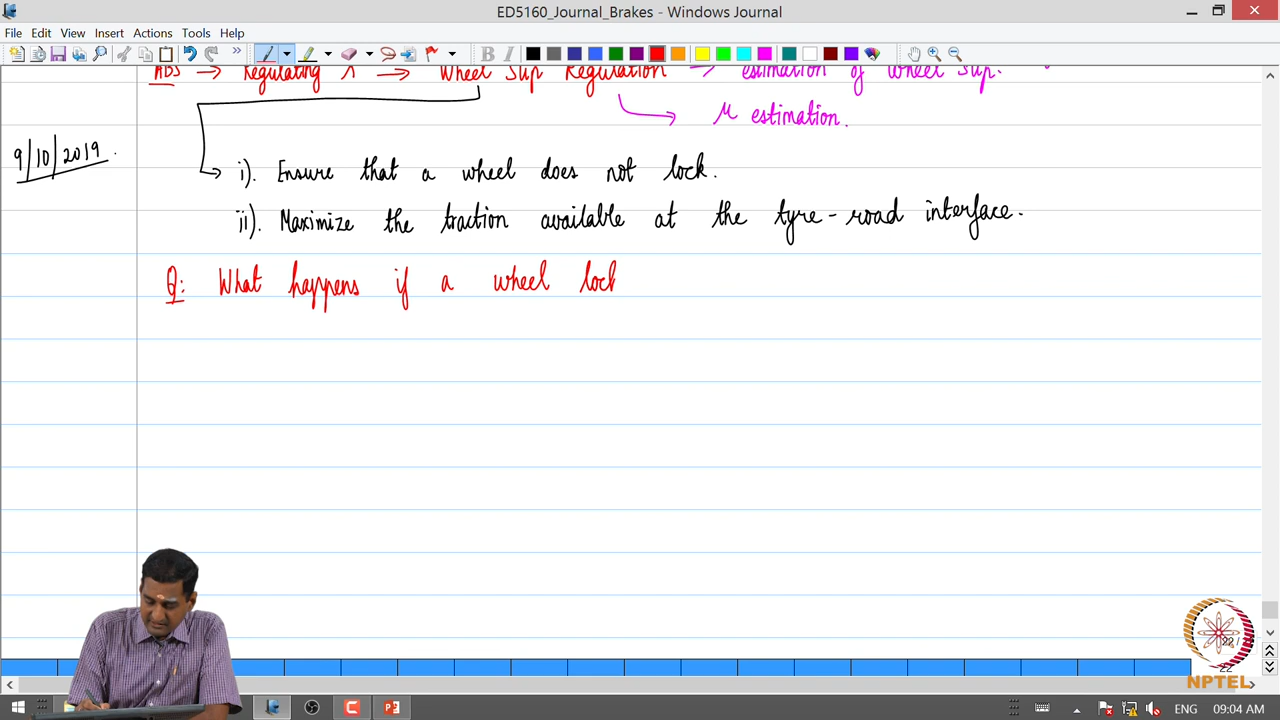 ED5160_Journal_Brakes - Windows Journal
File Edit View Insert Actions Tools Help
ABS → Regulating λ → Wheel Slip Regulation → estimation of wheel slip.
μ estimation.
9/10/2019
i). Ensure that a wheel does not lock.
ii). Maximize the traction available at the tyre-road interface.
Q: What happens if a wheel lock
NPTEL
ENG 09:04 AM